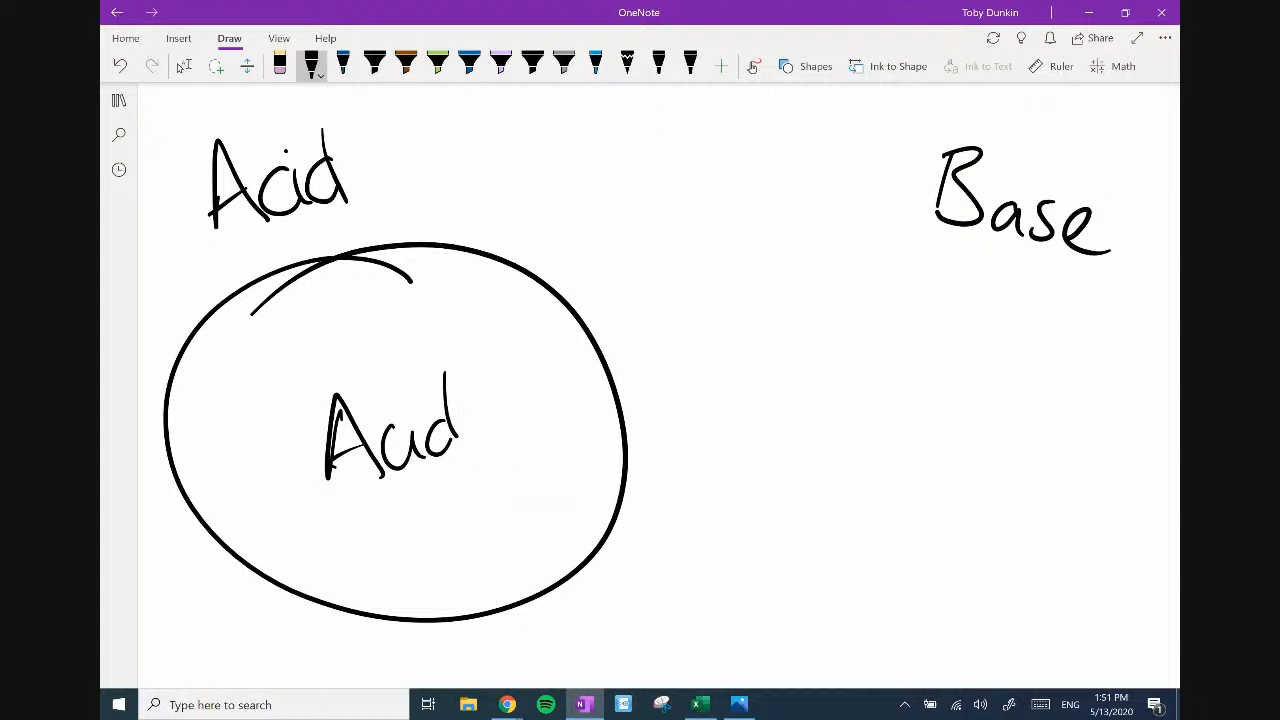 OneNote
Toby Dunkin
Home Insert Draw View Help
Share
Shapes Ink to Shape Ink to Text Ruler Math
Acid
Base
Acid
Type here to search
ENG
1:51 PM
5/13/2020
1